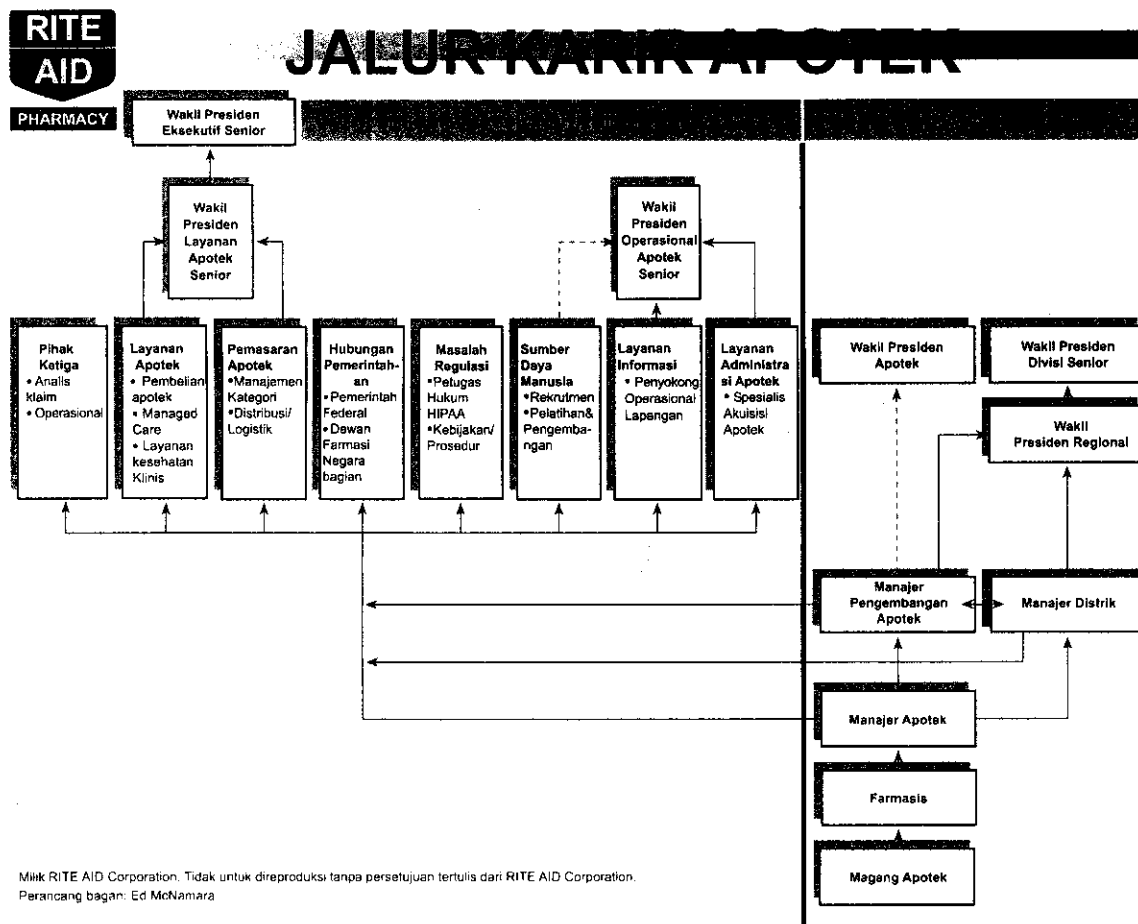 RITE
AID
PHARMACY
JALUR KARIR APOTEK
Wakil Presiden
Eksekutif Senior
Wakil
Presiden
Layanan
Apotek
Senior
Wakil
Presiden
Operasional
Apotek
Senior
Pihak
Ketiga
• Analis
klaim
• Operasional
Layanan
Apotek
• Pembelian
apotek
• Managed
Care
• Layanan
kesehatan
Klinis
Pemasaran
Apotek
•Manajemen
Kategori
•Distribusi/
Logistik
Hubungan
Pemerintah-
an
• Pemerintah
Federal
• Dewan
Farmasi
Negara
bagian
Masalah
Regulasi
•Petugas
Hukum
HIPAA
•Kebijakan/
Prosedur
Sumber
Daya
Manusia
•Rekrutmen
•Pelatihan&
Pengemba-
ngan
Layanan
Informasi
• Penyokong
Operasional
Lapangan
Layanan
Administra
si Apotek
• Spesialis
Akuisisi
Apotek
Wakil Presiden
Apotek
Wakil Presiden
Divisi Senior
Wakil
Presiden Regional
Manajer
Pengembangan
Apotek
Manajer Distrik
Manajer Apotek
Farmasis
Magang Apotek
Milik RITE AID Corporation. Tidak untuk direproduksi tanpa persetujuan tertulis dari RITE AID Corporation.
Perancang bagan: Ed McNamara